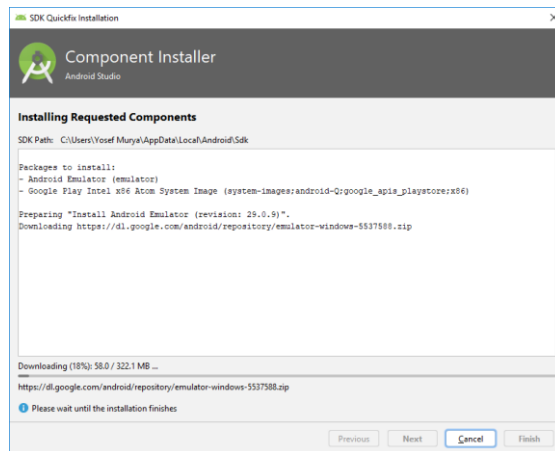 SDK Quickfix Installation
Component Installer
Android Studio
Installing Requested Components
SDK Path: C:\Users\Yosef Murya\AppData\Local\Android\Sdk
Packages to install:
- Android Emulator (emulator)
- Google Play Intel x86 Atom System Image (system-images;android-Q;google_apis_playstore;x86)
Preparing "Install Android Emulator (revision: 29.0.9)".
Downloading https://dl.google.com/android/repository/emulator-windows-5537588.zip
Downloading (18%): 58.0 / 322.1 MB ...
https://dl.google.com/android/repository/emulator-windows-5537588.zip
Please wait until the installation finishes
Previous Next Cancel Finish